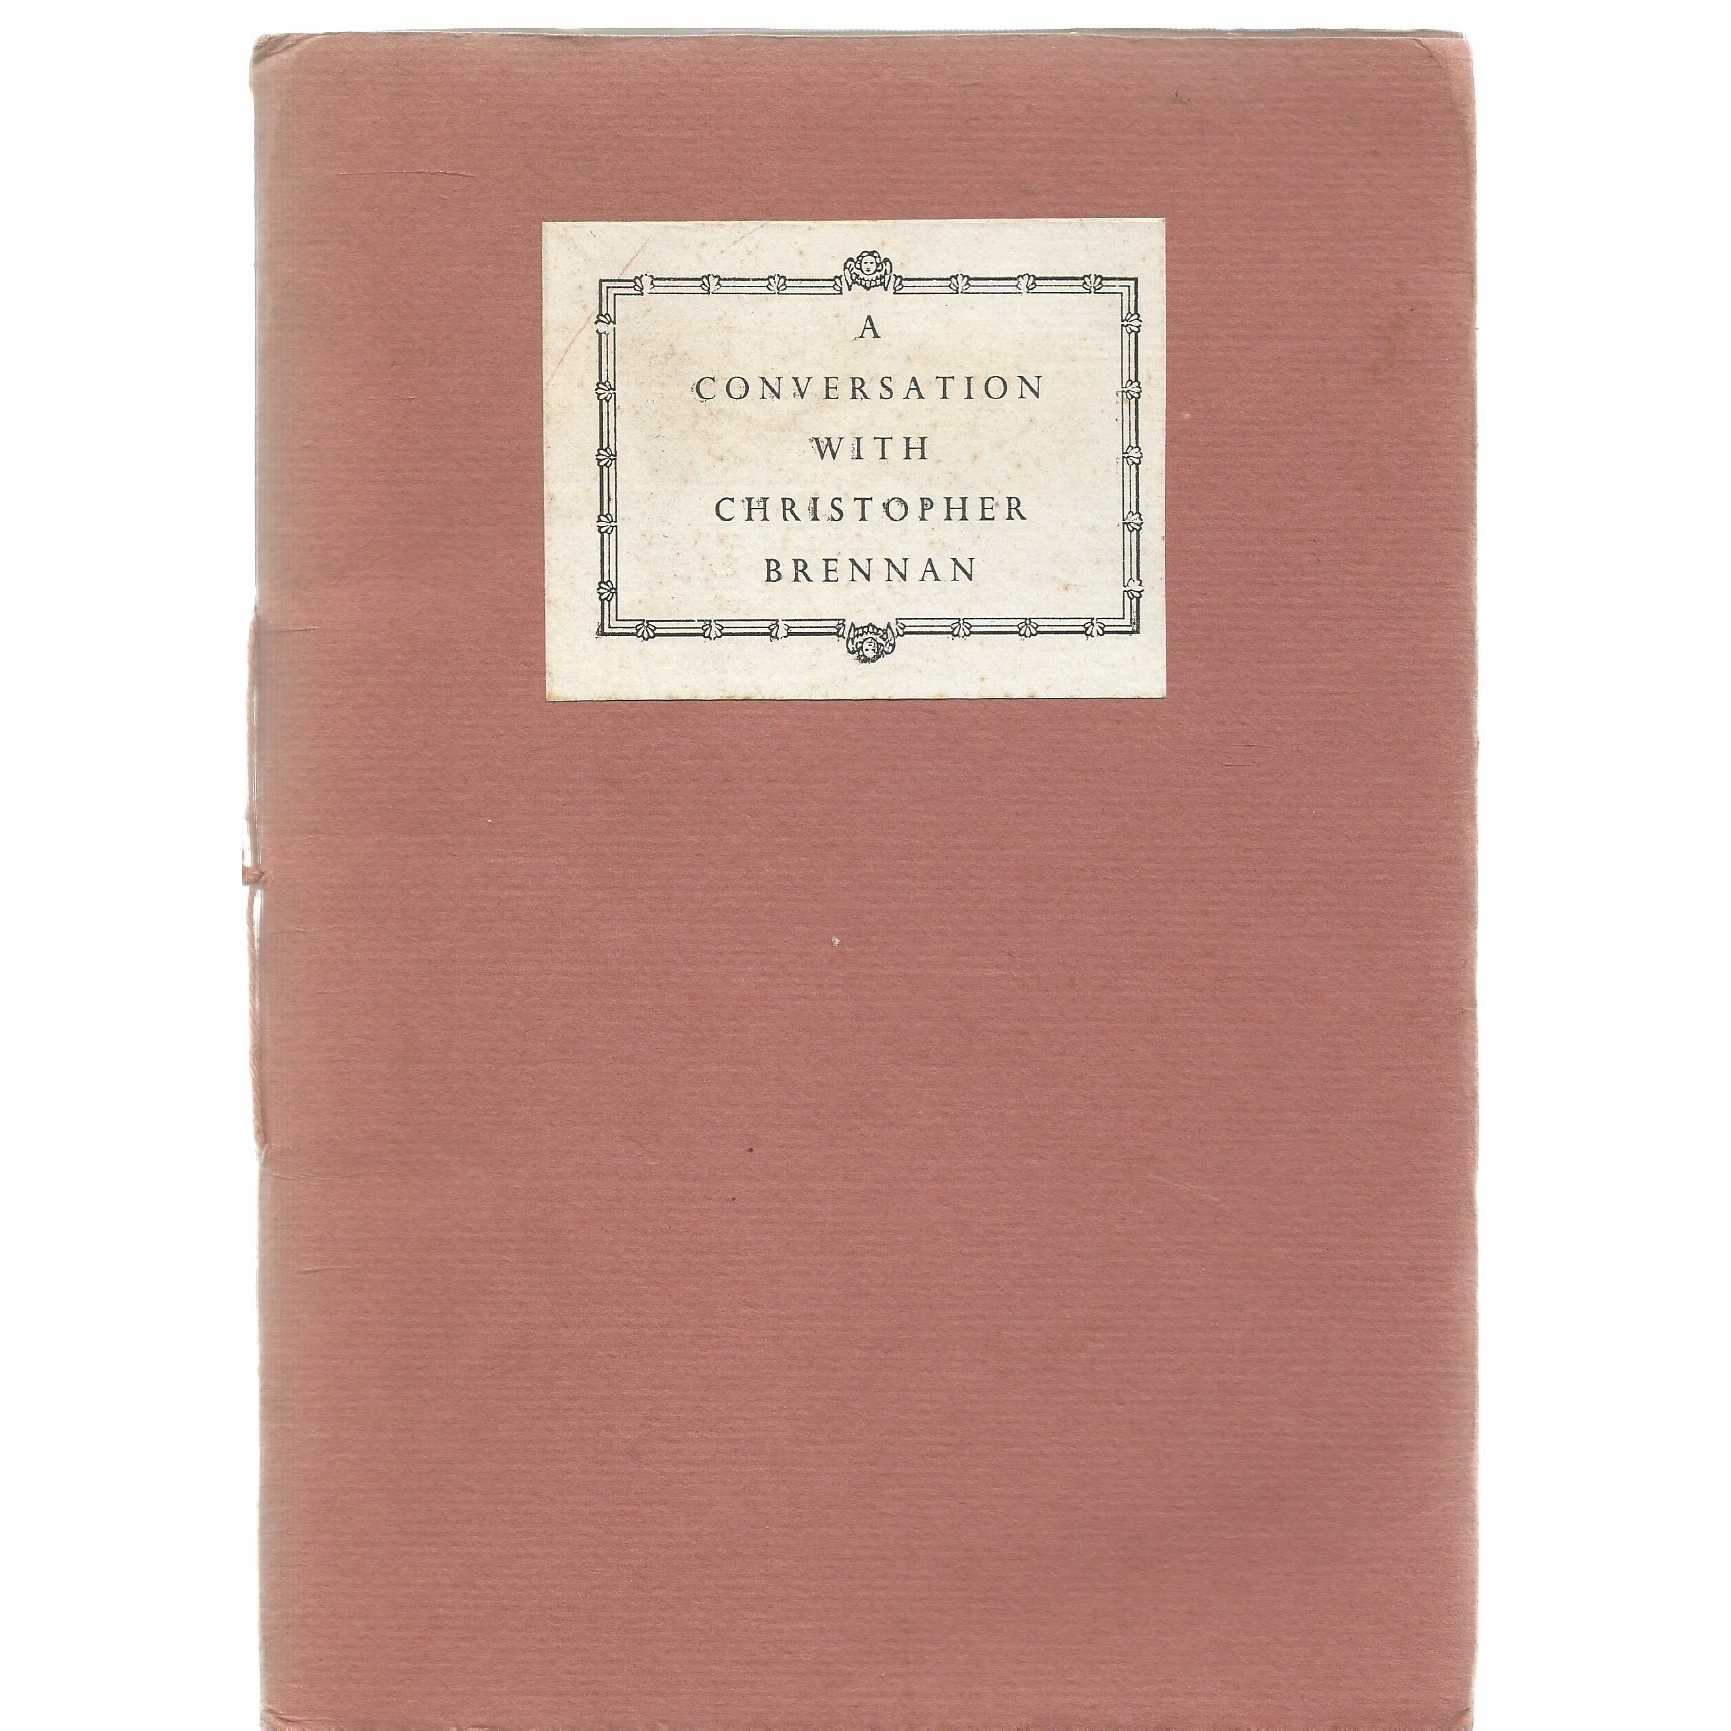 A
CONVERSATION
WITH
CHRISTOPHER
BRENNAN